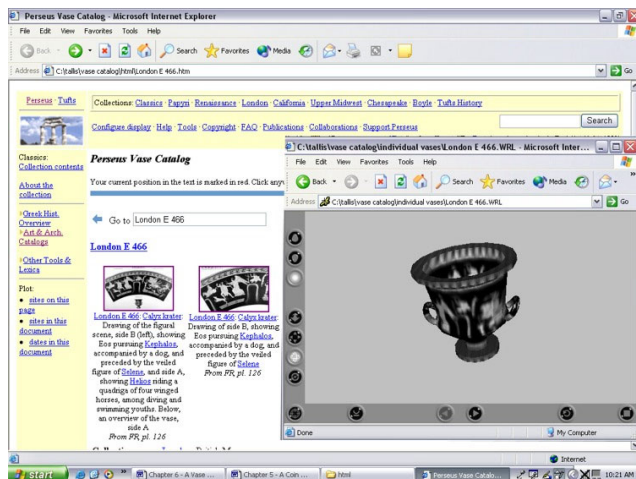 Perseus Vase Catalog - Microsoft Internet Explorer
File Edit View Favorites Tools Help
Back Search Favorites Media
Address C:\tallis\vase catalog\html\London E 466.htm Go
Perseus · Tufts
Collections: Classics · Papyri · Renaissance · London · California · Upper Midwest · Chesapeake · Boyle · Tufts History
Configure display · Help · Tools · Copyright · FAQ · Publications · Collaborations · Support Perseus
Search
Classics:
Collection contents
About the
collection
Greek Hist.
Overview
Art & Arch.
Catalogs
Other Tools &
Lexica
Plot:
sites on this
page
sites in this
document
dates in this
document
Perseus Vase Catalog
Your current position in the text is marked in red. Click anyw
Go to London E 466
London E 466
London E 466: Calyx krater:
Drawing of the figural
scene, side B (left), showing
Eos pursuing Kephalos,
accompanied by a dog, and
preceded by the veiled
figure of Selene, and side A,
showing Helios riding a
quadriga of four winged
horses, among diving and
swimming youths. Below,
an overview of the vase,
side A
From FR, pl. 126
London E 466: Calyx krater:
Drawing of side B, showing
Eos pursuing Kephalos,
accompanied by a dog, and
preceded by the veiled
figure of Selene
From FR, pl. 126
C:\tallis\vase catalog\individual vases\London E 466.WRL - Microsoft Inter...
File Edit View Favorites Tools Help
Back Search Favorites Media
Address C:\tallis\vase catalog\individual vases\London E 466.WRL Go
Done My Computer
Internet
start Chapter 6 - A Vase ... Chapter 5 - A Coin ... html Perseus Vase Catalo... 10:21 AM